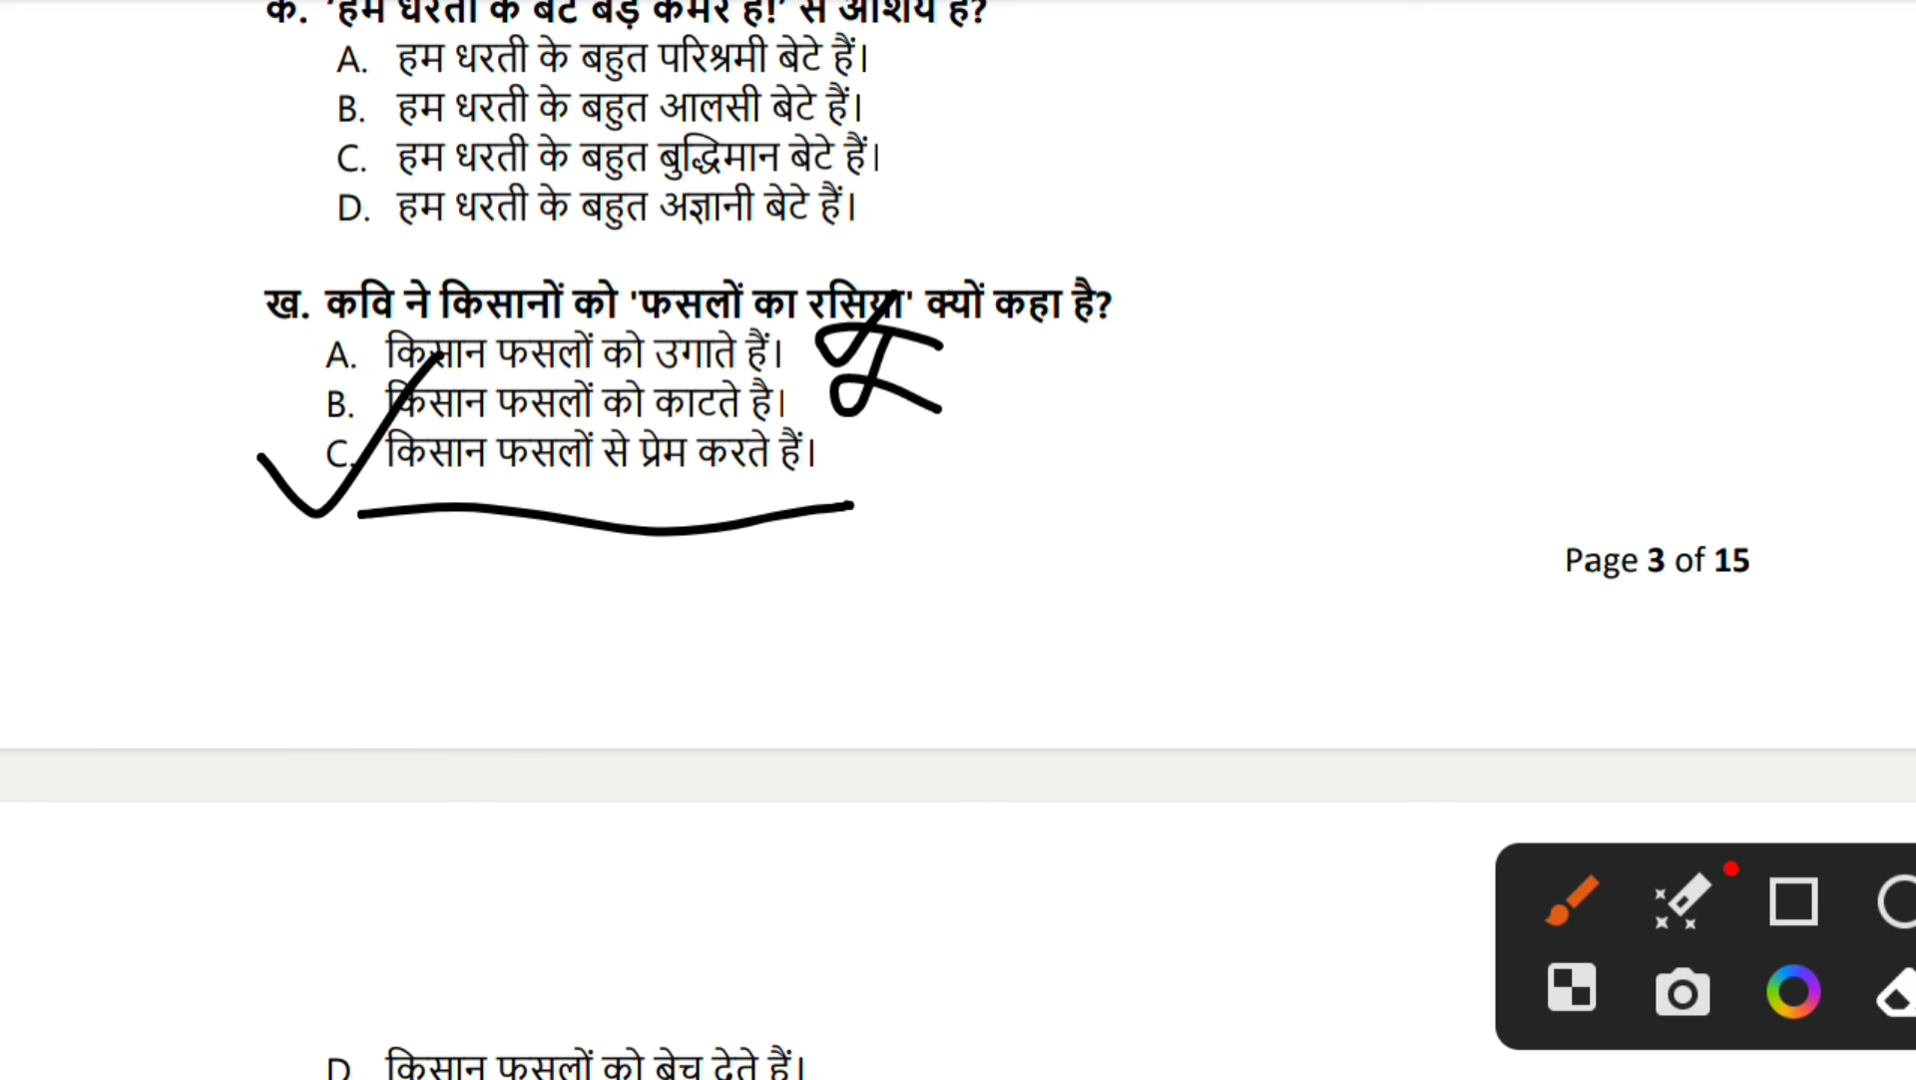 क. 'हम धरती के बेटे बड़े कमेरे हैं!' से आशय है?
A. हम धरती के बहुत परिश्रमी बेटे हैं।
B. हम धरती के बहुत आलसी बेटे हैं।
C. हम धरती के बहुत बुद्धिमान बेटे हैं।
D. हम धरती के बहुत अज्ञानी बेटे हैं।
ख. कवि ने किसानों को 'फसलों का रसिया' क्यों कहा है?
A. किसान फसलों को उगाते हैं।
B. किसान फसलों को काटते है।
C. किसान फसलों से प्रेम करते हैं।
Page 3 of 15
D. किसान फसलों को बेच देते हैं।